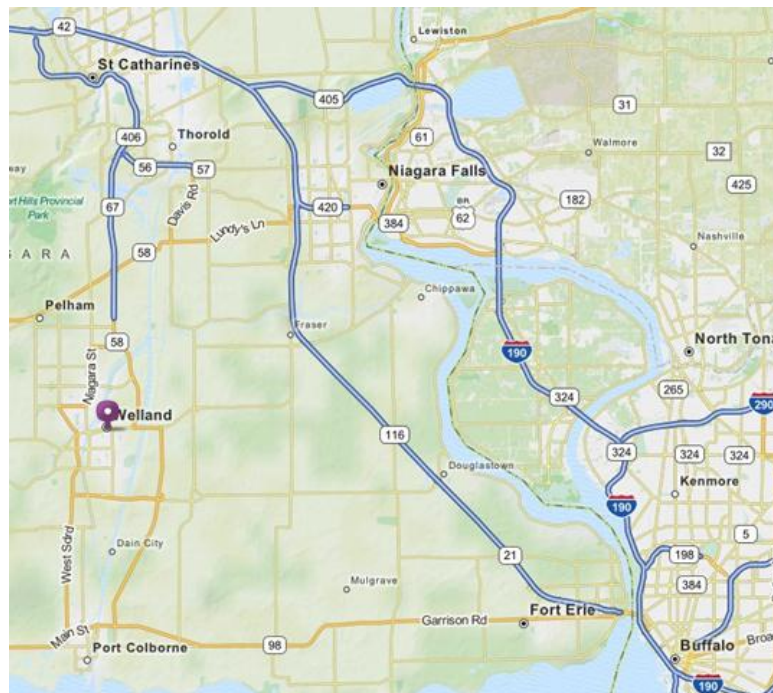 42
Lewiston
St Catharines
405
31
406
Thorold
61
Walmore
32
56
57
Niagara Falls
425
67
Davis Rd
420
BR
62
182
Park
384
58
Lundy's Ln
Nashville
Chippawa
Pelham
Fraser
58
Niagara St
190
North Tona
265
324
290
Welland
116
324
324
324
Douglastown
Kenmore
190
5
Dain City
21
198
West Sdrd
Mulgrave
384
Garrison Rd
Fort Erie
Main St
98
Buffalo
Port Colborne
190